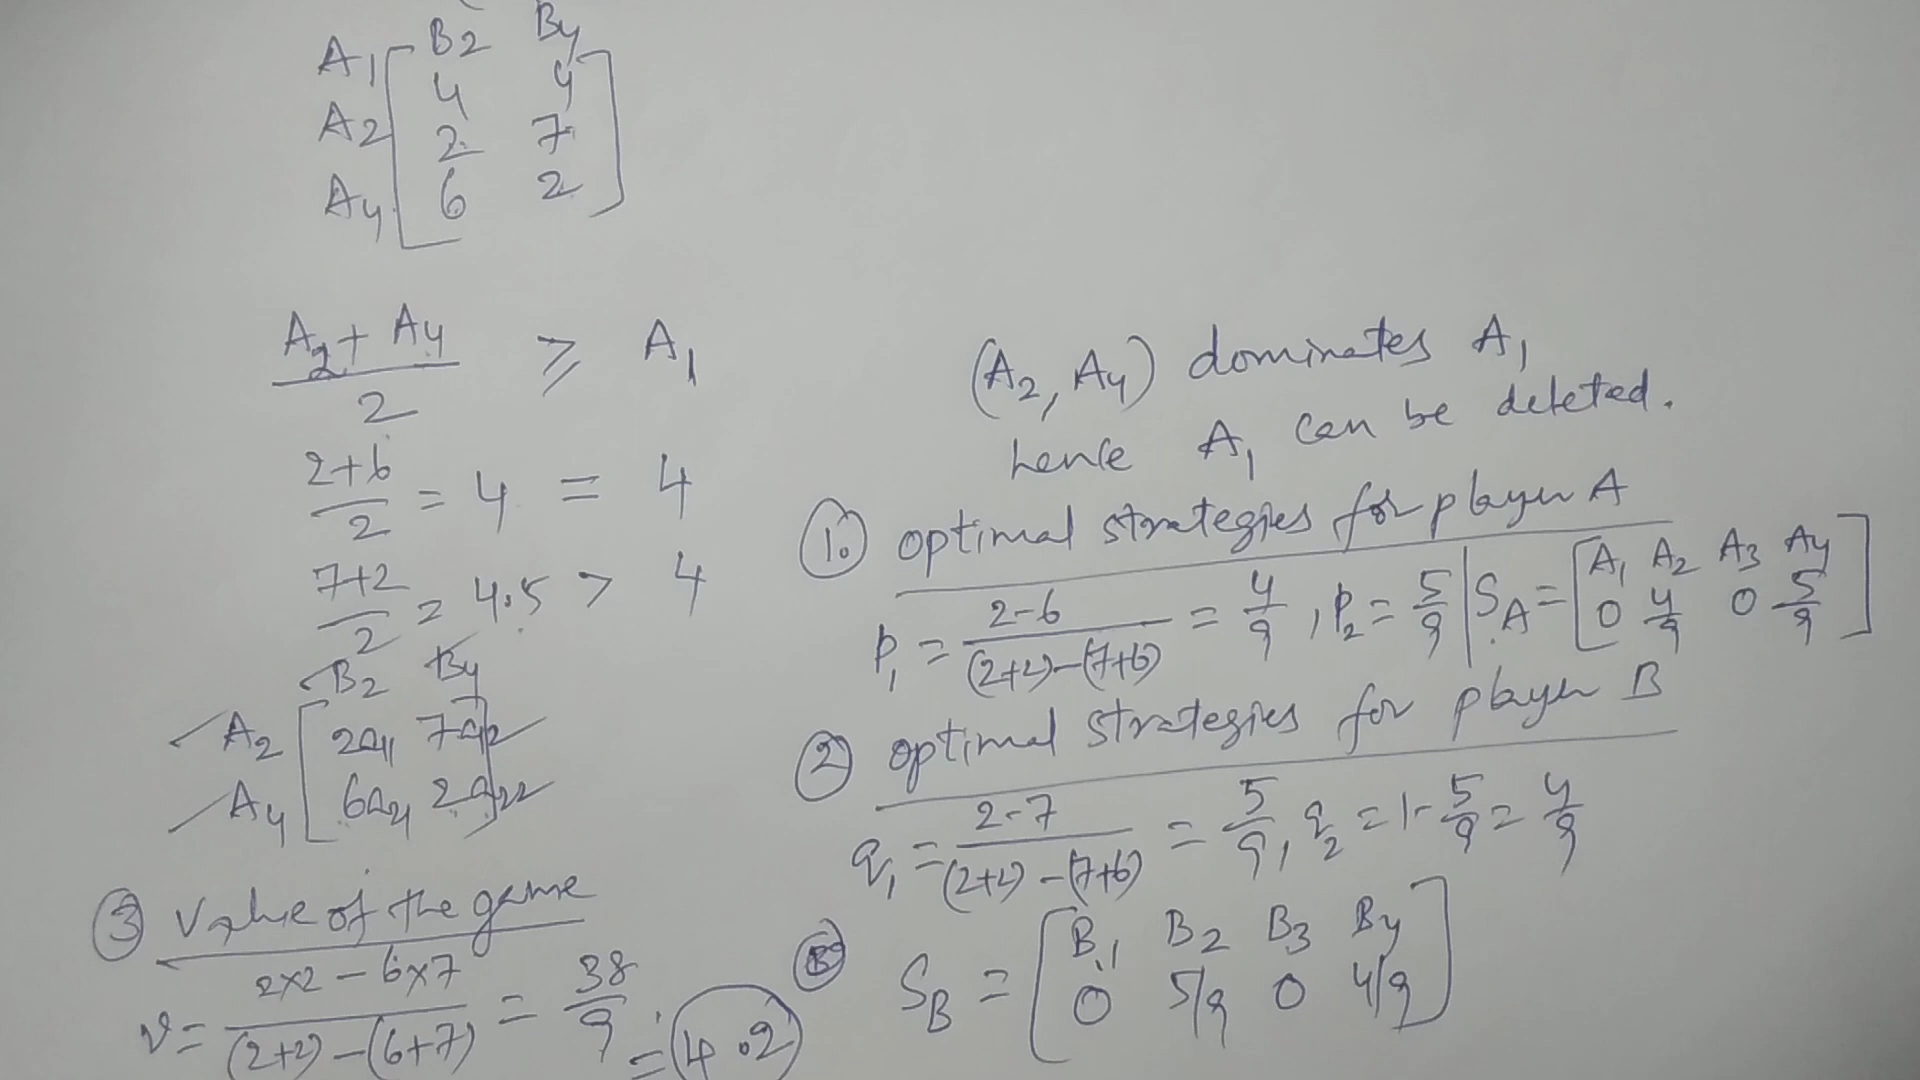 B2 B4
A1 4 4
A2 2 7
A4 6 2
A2 + A4 / 2 ⩾ A1
2+6 / 2 = 4 = 4
7+2 / 2 = 4.5 > 4
B2 B4
A2 2a11 7a12
A4 6a21 2a22
③ Value of the game
v = 2x2 - 6x7 / (2+2) - (6+7) = 38/9 = 4.2
(A2, A4) dominates A1
hence A1 can be deleted.
① optimal strategies for player A
P1 = 2-6 / (2+2)-(7+6) = 4/9, P2 = 5/9 | SA = [A1 A2 A3 A4
0 4/9 0 5/9]
② optimal strategies for player B
q1 = 2-7 / (2+2)-(7+6) = 5/9, q2 = 1-5/9 = 4/9
SB = [B1 B2 B3 B4
0 5/9 0 4/9]